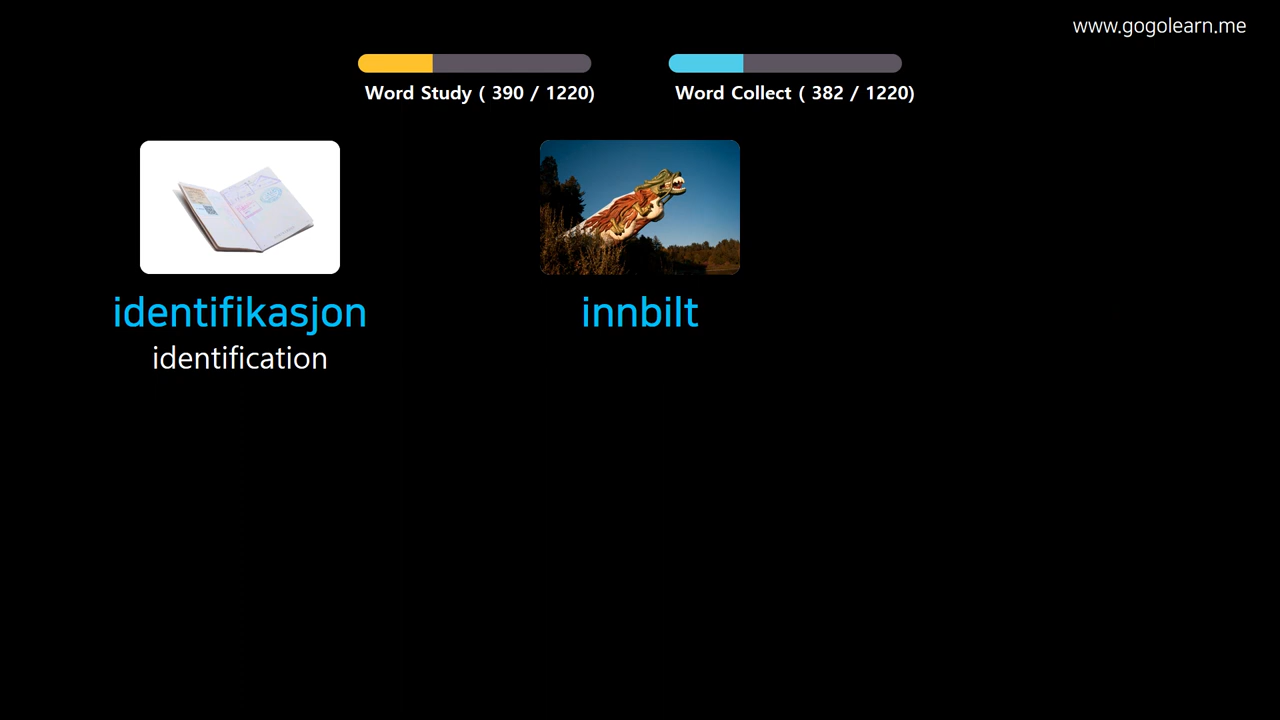 www.gogolearn.me
Word Study ( 390 / 1220)
Word Collect ( 382 / 1220)
identifikasjon
identification
innbilt